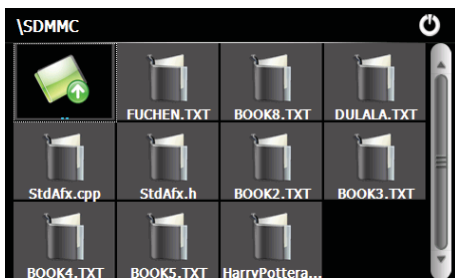 \SDMMC
..
FUCHEN.TXT BOOK8.TXT DULALA.TXT
StdAfx.cpp StdAfx.h BOOK2.TXT BOOK3.TXT
BOOK4.TXT BOOK5.TXT HarryPottera...